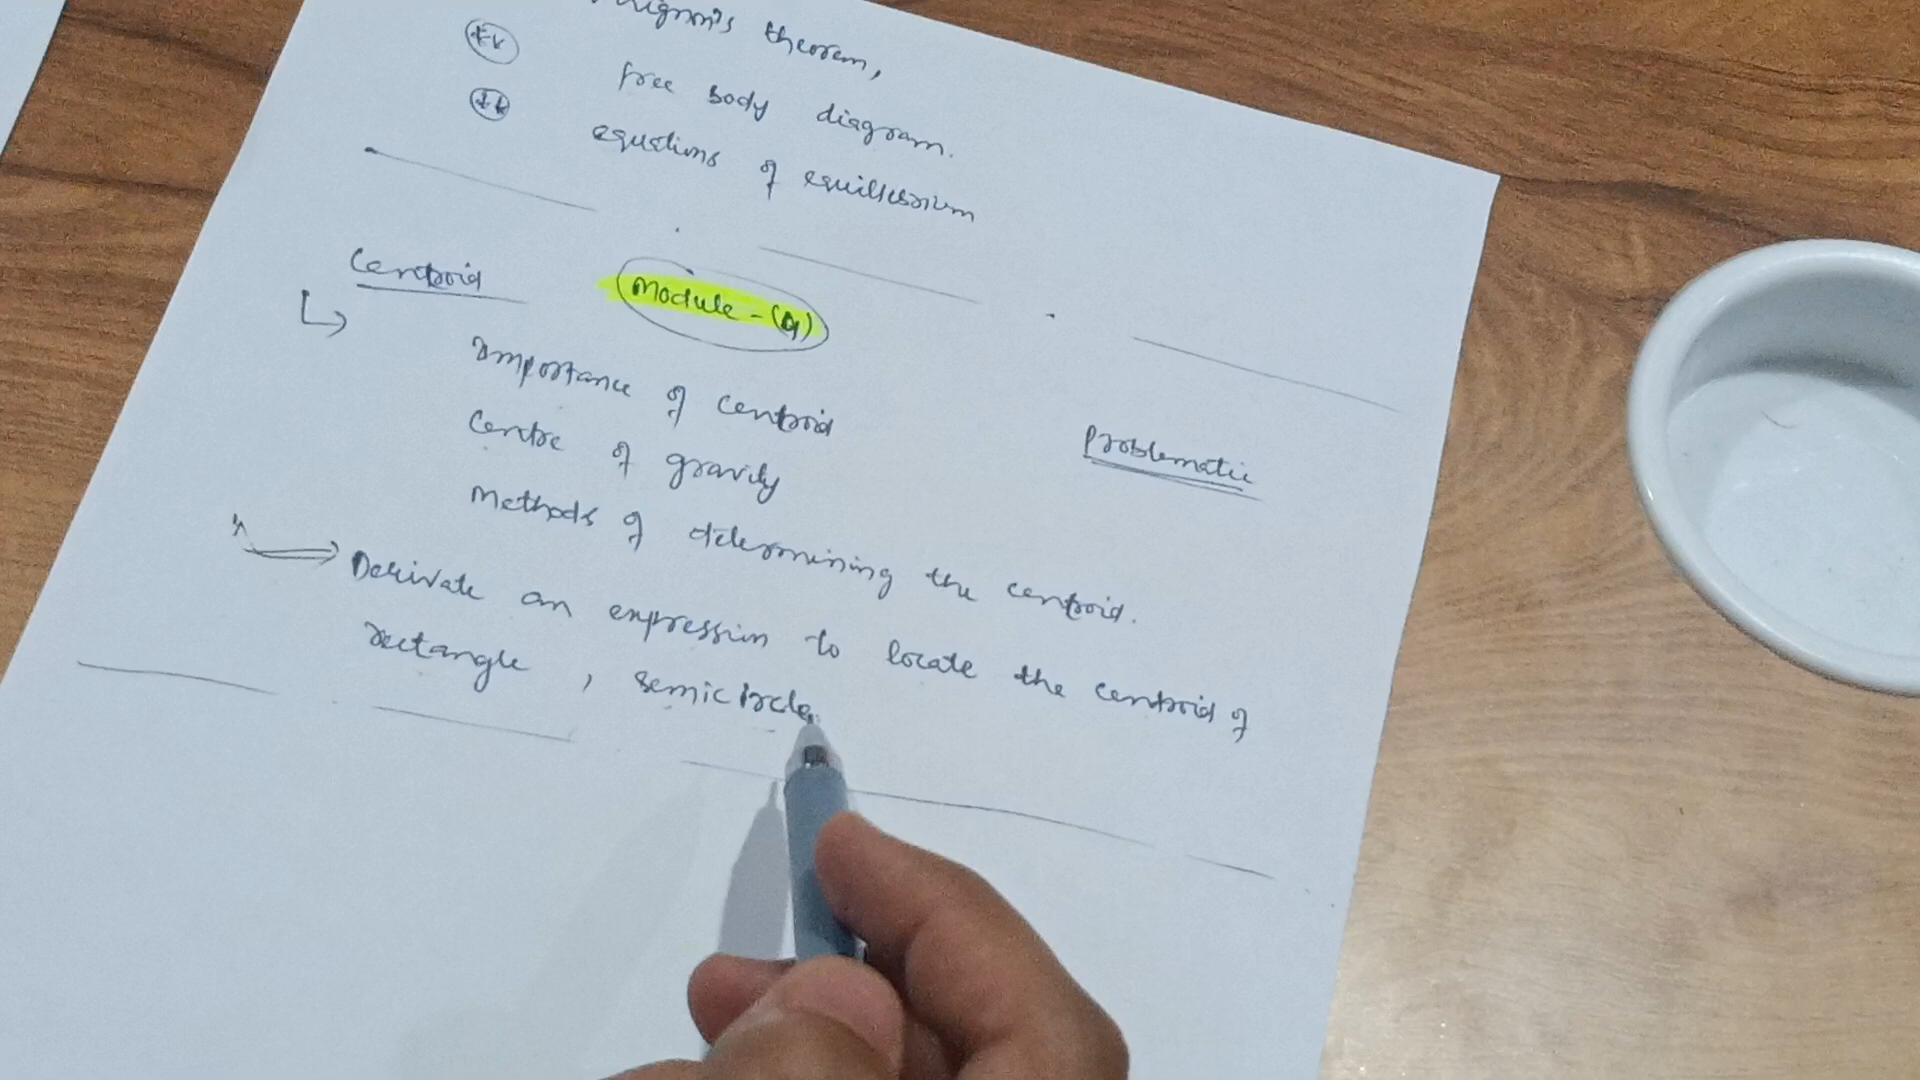 theorem,
free body diagram.
equations of equillibrium
Centroid
Module-(4)
Importance of centroid
Centre of gravity
Problematic
Methods of determining the centroid.
Derivate an expression to locate the centroid of
rectangle, semicircle